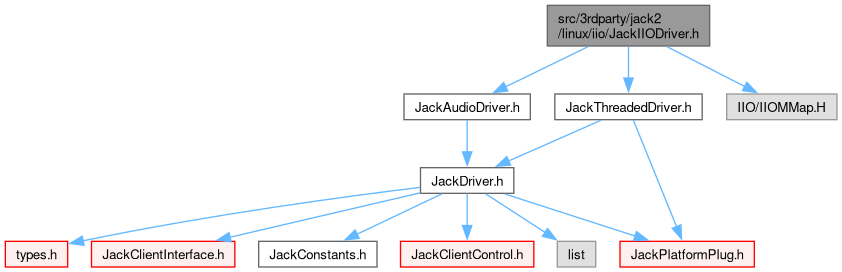 src/3rdparty/jack2
/linux/iio/JackIIODriver.h
JackAudioDriver.h
JackThreadedDriver.h
IIO/IIOMMap.H
JackDriver.h
types.h
JackClientInterface.h
JackConstants.h
JackClientControl.h
list
JackPlatformPlug.h